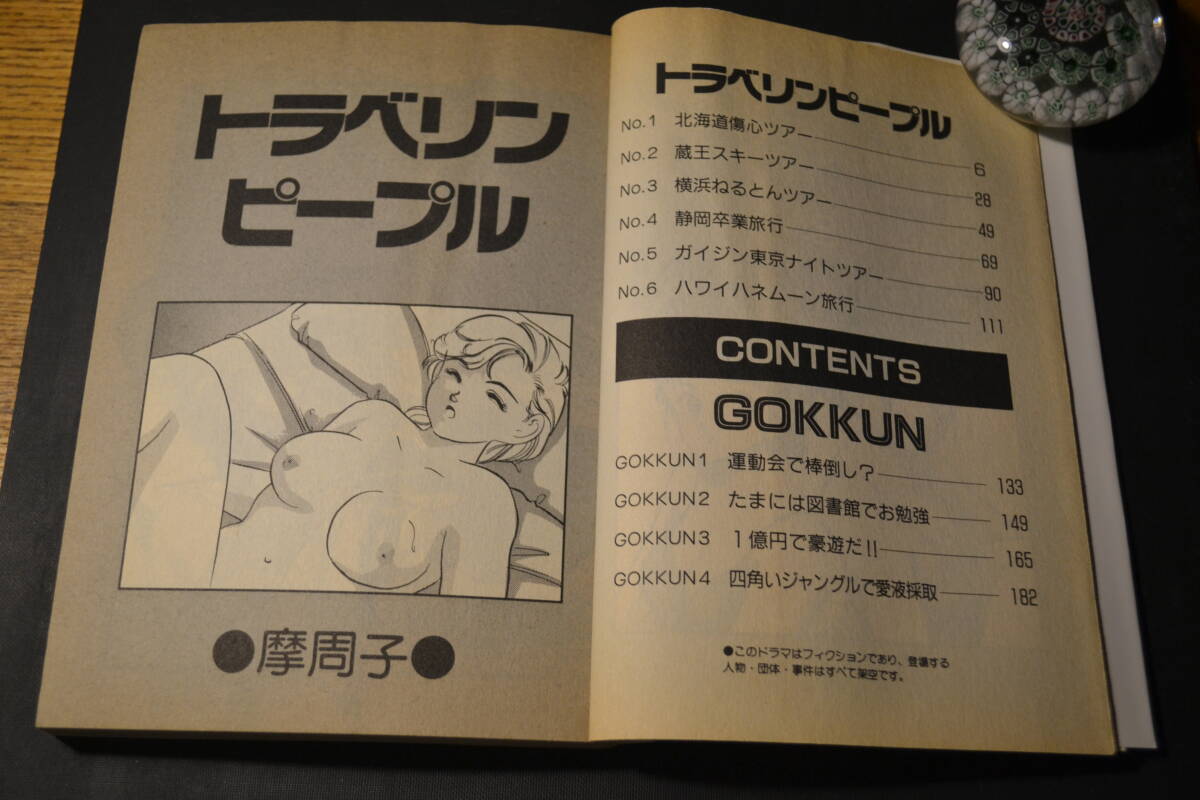 トラベリン
ピープル
●摩周子●
トラベリンピープル
No.1 北海道傷心ツアー 6
No.2 蔵王スキーツアー 28
No.3 横浜ねるとんツアー 49
No.4 静岡卒業旅行 69
No.5 ガイジン東京ナイトツアー 90
No.6 ハワイハネムーン旅行 111
CONTENTS
GOKKUN
GOKKUN1 運動会で棒倒し? 133
GOKKUN2 たまには図書館でお勉強 149
GOKKUN3 1億円で豪遊だ!! 165
GOKKUN4 四角いジャングルで愛液採取 182
●このドラマはフィクションであり、登場する
人物・団体・事件はすべて架空です。